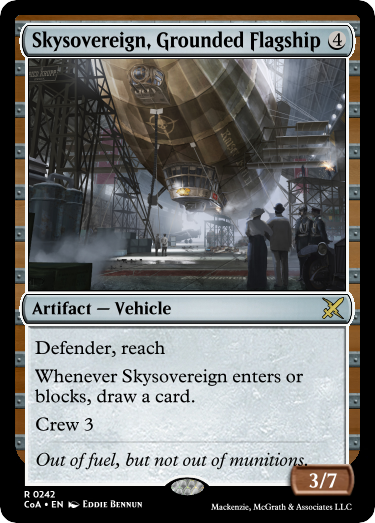 Skysovereign, Grounded Flagship 4
Artifact — Vehicle
Defender, reach
Whenever Skysovereign enters or
blocks, draw a card.
Crew 3
Out of fuel, but not out of munitions.
3/7
R 0242
CoA • EN Eddie Bennun
Mackenzie, McGrath & Associates LLC